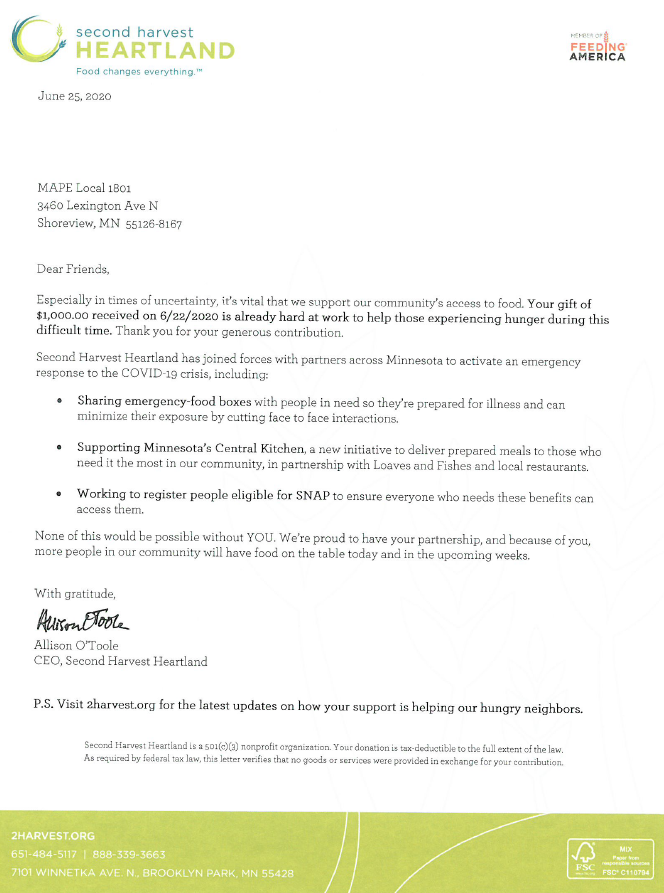 second harvest
HEARTLAND
Food changes everything.™
MEMBER OF
FEEDING
AMERICA
June 25, 2020
MAPE Local 1801
3460 Lexington Ave N
Shoreview, MN 55126-8167
Dear Friends,
Especially in times of uncertainty, it's vital that we support our community's access to food. Your gift of
$1,000.00 received on 6/22/2020 is already hard at work to help those experiencing hunger during this
difficult time. Thank you for your generous contribution.
Second Harvest Heartland has joined forces with partners across Minnesota to activate an emergency
response to the COVID-19 crisis, including:
• Sharing emergency-food boxes with people in need so they're prepared for illness and can
minimize their exposure by cutting face to face interactions.
• Supporting Minnesota's Central Kitchen, a new initiative to deliver prepared meals to those who
need it the most in our community, in partnership with Loaves and Fishes and local restaurants.
• Working to register people eligible for SNAP to ensure everyone who needs these benefits can
access them.
None of this would be possible without YOU. We're proud to have your partnership, and because of you,
more people in our community will have food on the table today and in the upcoming weeks.
With gratitude,
Allison O'Toole
Allison O'Toole
CEO, Second Harvest Heartland
P.S. Visit 2harvest.org for the latest updates on how your support is helping our hungry neighbors.
Second Harvest Heartland is a 501(c)(3) nonprofit organization. Your donation is tax-deductible to the full extent of the law.
As required by federal tax law, this letter verifies that no goods or services were provided in exchange for your contribution.
2HARVEST.ORG
651-484-5117 | 888-339-3663
7101 WINNETKA AVE. N., BROOKLYN PARK, MN 55428
FSC
MIX
Paper from
responsible sources
FSC® C110794